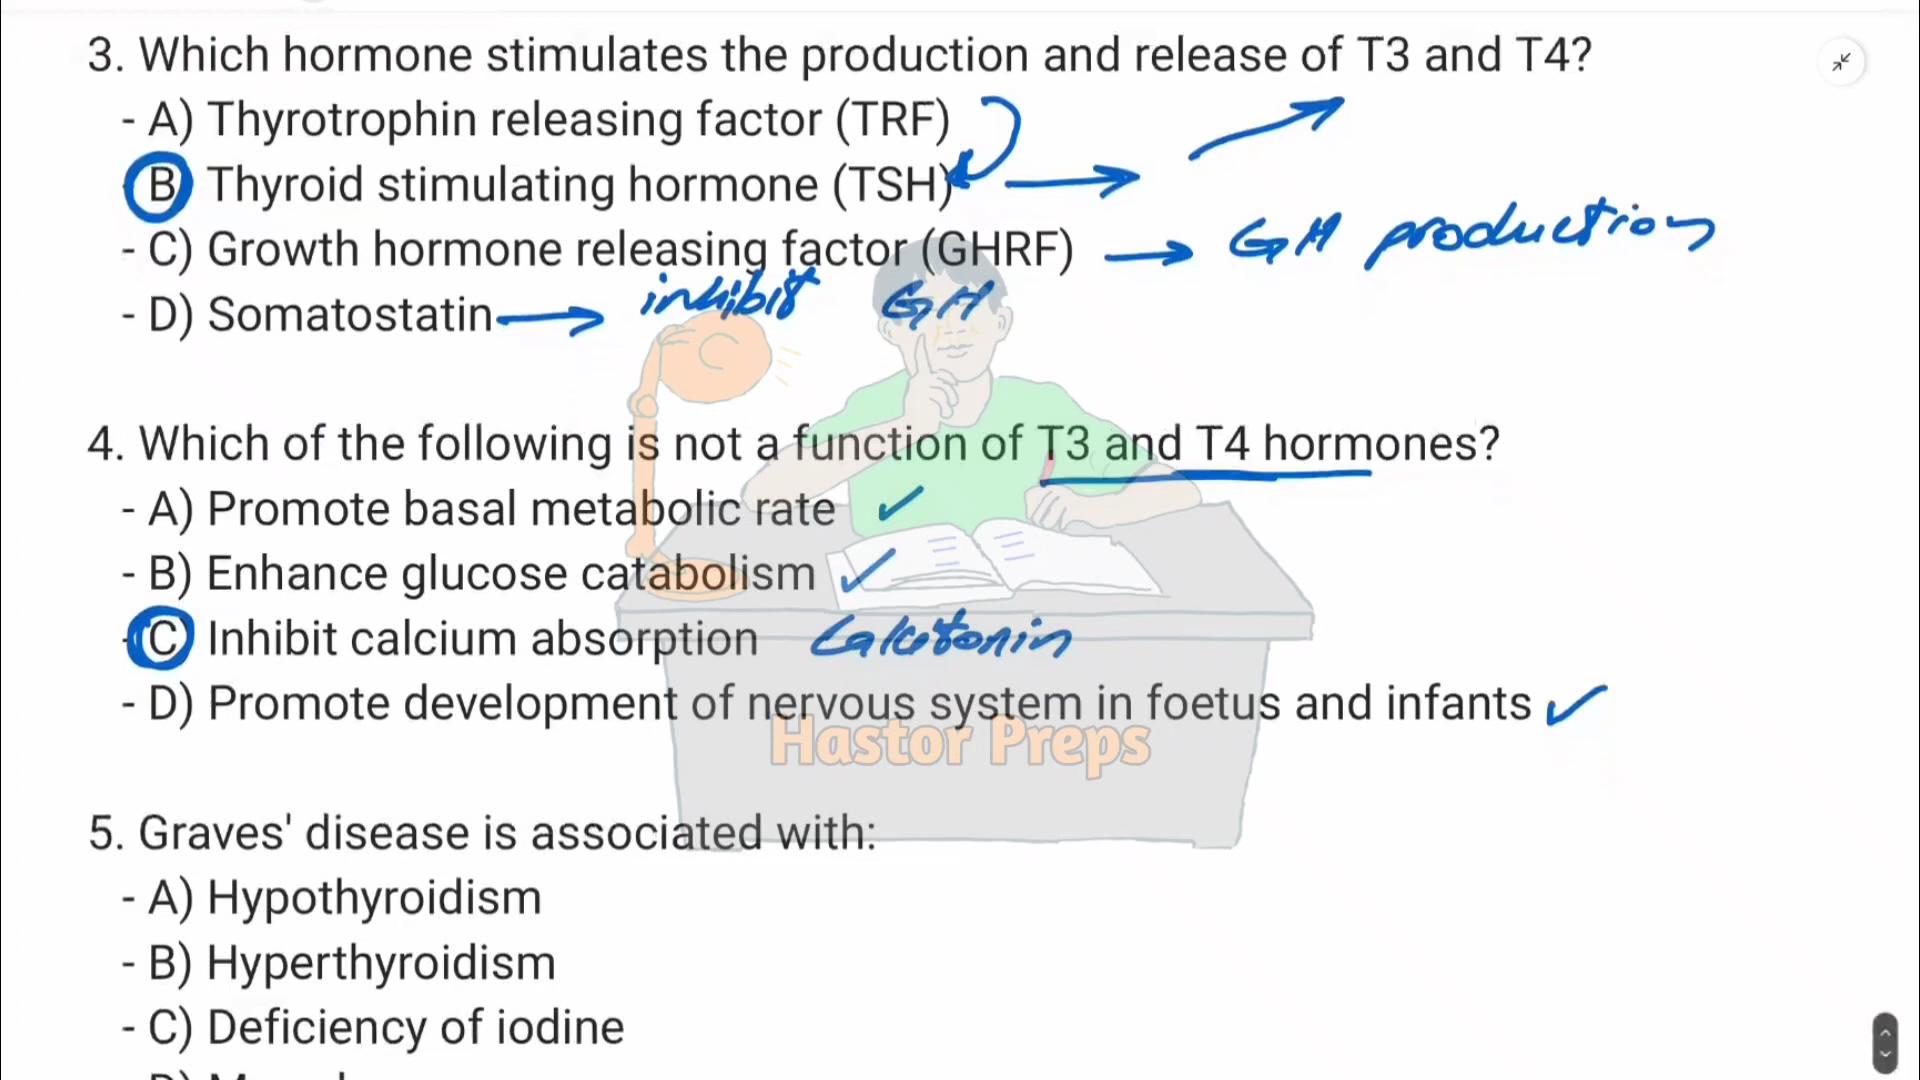 3. Which hormone stimulates the production and release of T3 and T4?
- A) Thyrotrophin releasing factor (TRF)
B) Thyroid stimulating hormone (TSH)
- C) Growth hormone releasing factor (GHRF) → GH production
- D) Somatostatin → inhibit GH
4. Which of the following is not a function of T3 and T4 hormones?
- A) Promote basal metabolic rate ✓
- B) Enhance glucose catabolism ✓
- C) Inhibit calcium absorption Calcitonin
- D) Promote development of nervous system in foetus and infants ✓
Hastor Preps
5. Graves' disease is associated with:
- A) Hypothyroidism
- B) Hyperthyroidism
- C) Deficiency of iodine